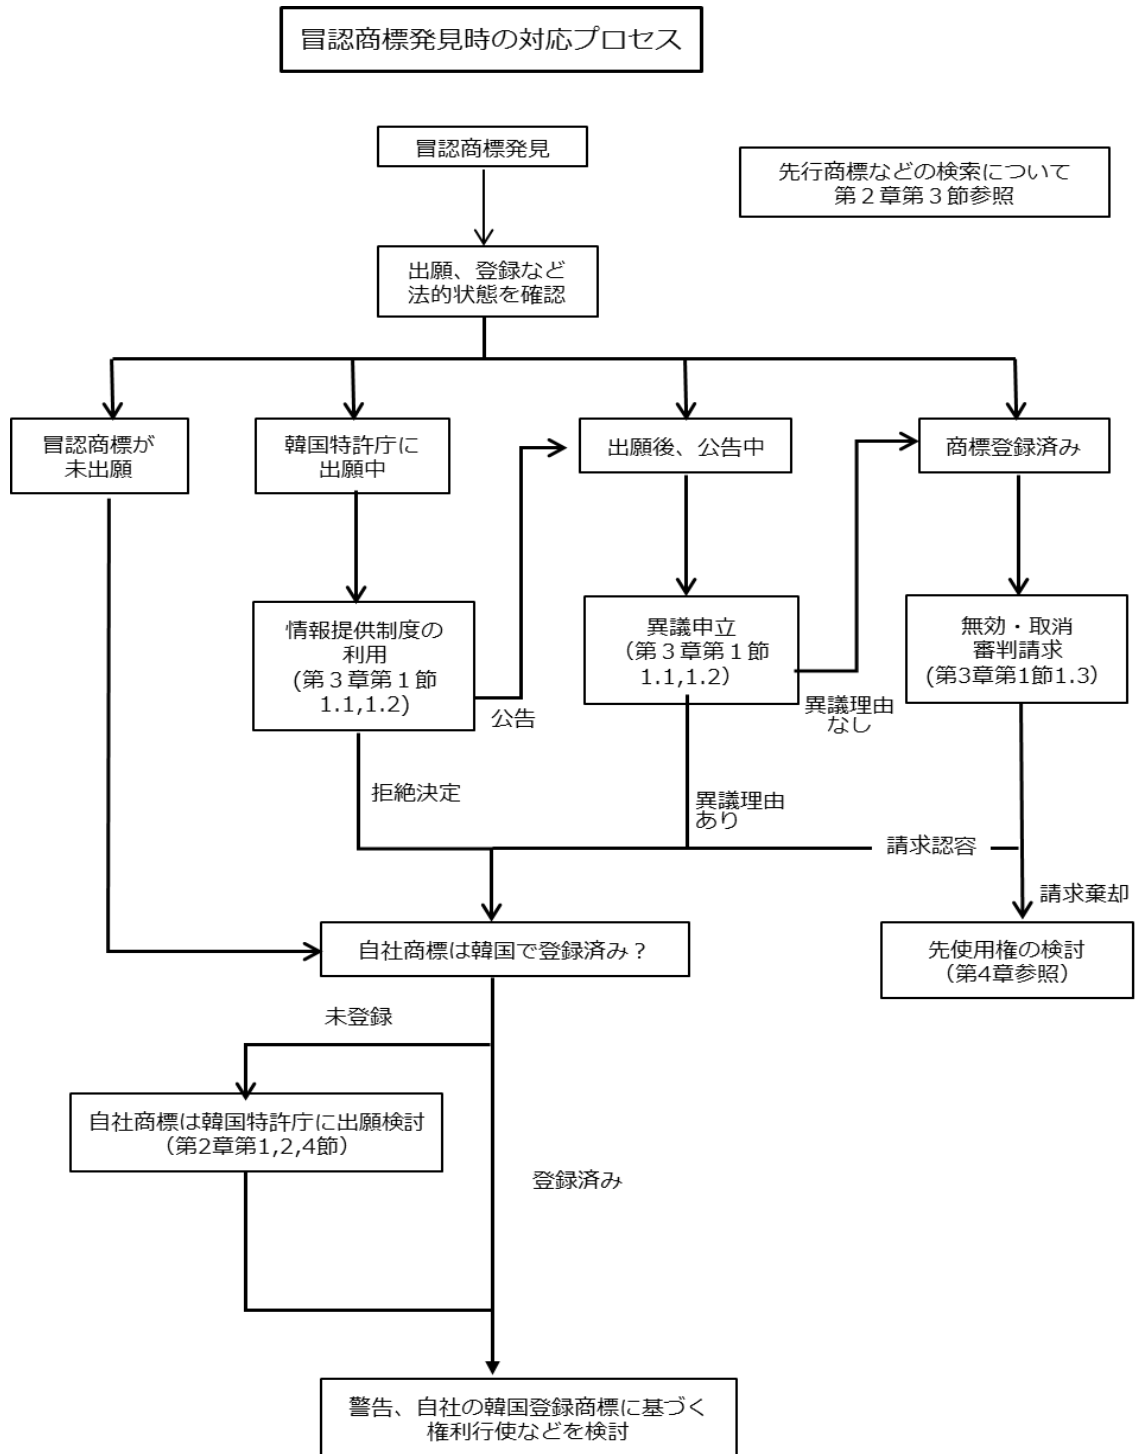 冒認商標発見時の対応プロセス
冒認商標発見
先行商標などの検索について
第２章第３節参照
出願、登録など
法的状態を確認
冒認商標が
未出願
韓国特許庁に
出願中
出願後、公告中
商標登録済み
情報提供制度の
利用
(第３章第１節
1.1,1.2)
公告
異議申立
（第３章第１節
1.1,1.2）
異議理由
なし
無効・取消
審判請求
(第3章第1節1.3)
拒絶決定
異議理由
あり
請求認容
請求棄却
自社商標は韓国で登録済み？
先使用権の検討
（第4章参照）
未登録
自社商標は韓国特許庁に出願検討
（第2章第1,2,4節）
登録済み
警告、自社の韓国登録商標に基づく
権利行使などを検討